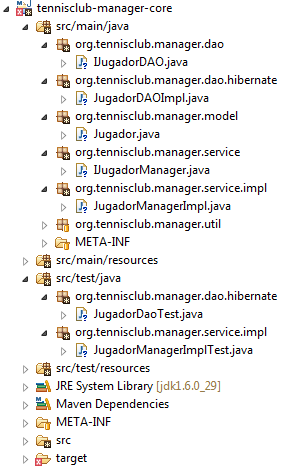 tennisclub-manager-core
src/main/java
org.tennisclub.manager.dao
IJugadorDAO.java
org.tennisclub.manager.dao.hibernate
JugadorDAOImpl.java
org.tennisclub.manager.model
Jugador.java
org.tennisclub.manager.service
IJugadorManager.java
org.tennisclub.manager.service.impl
JugadorManagerImpl.java
org.tennisclub.manager.util
META-INF
src/main/resources
src/test/java
org.tennisclub.manager.dao.hibernate
JugadorDaoTest.java
org.tennisclub.manager.service.impl
JugadorManagerImplTest.java
src/test/resources
JRE System Library [jdk1.6.0_29]
Maven Dependencies
META-INF
src
target